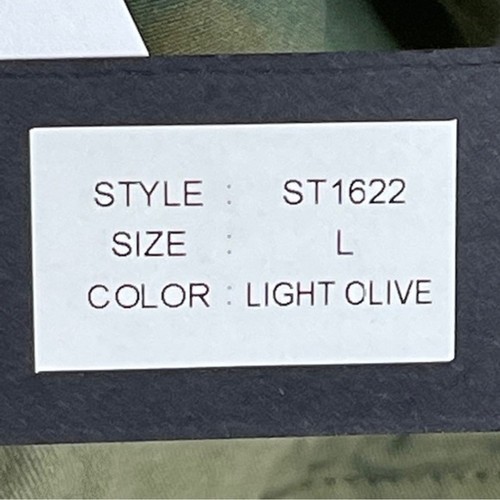 STYLE : ST1622
SIZE : L
COLOR : LIGHT OLIVE